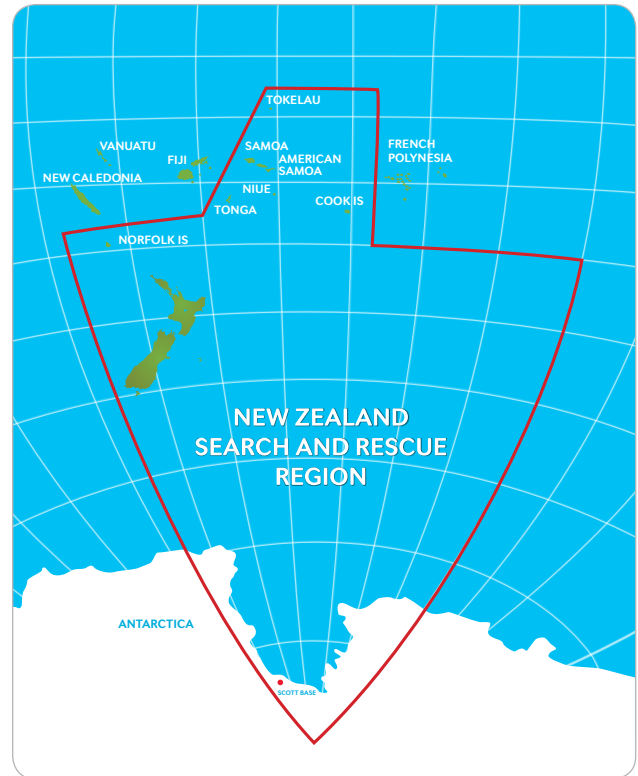 TOKELAU
VANUATU
FIJI
SAMOA
AMERICAN
SAMOA
FRENCH
POLYNESIA
NEW CALEDONIA
NIUE
TONGA
COOK IS
NORFOLK IS
NEW ZEALAND
SEARCH AND RESCUE
REGION
ANTARCTICA
SCOTT BASE